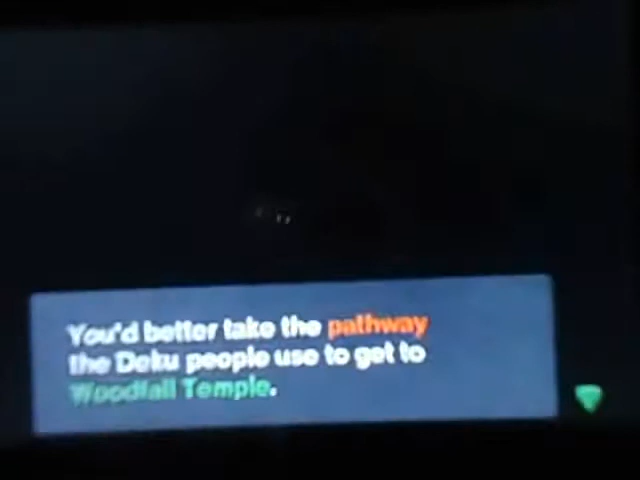 You'd better take the pathway
the Deku people use to get to
Woodfall Temple.